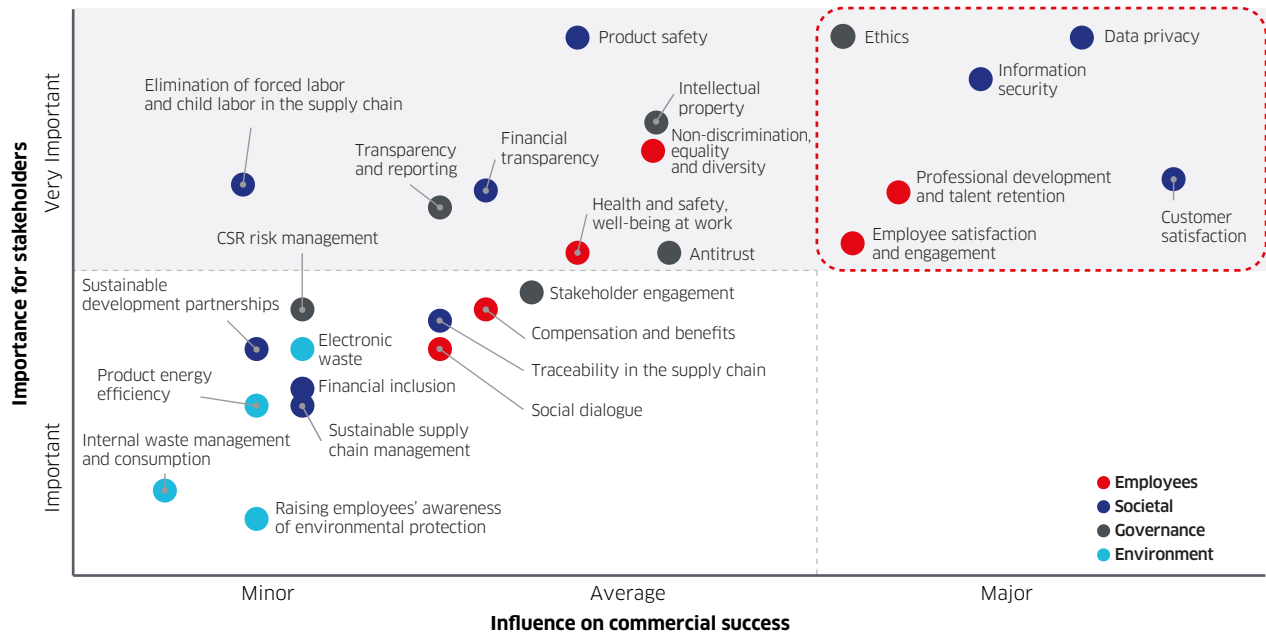 Importance for stakeholders
Very Important
Important
Product safety
Ethics
Data privacy
Information
security
Elimination of forced labor
and child labor in the supply chain
Intellectual
property
Non-discrimination,
equality
and diversity
Transparency
and reporting
Financial
transparency
Professional development
and talent retention
Health and safety,
well-being at work
Customer
satisfaction
CSR risk management
Antitrust
Employee satisfaction
and engagement
Sustainable
development partnerships
Stakeholder engagement
Compensation and benefits
Electronic
waste
Traceability in the supply chain
Product energy
efficiency
Financial inclusion
Social dialogue
Sustainable supply
chain management
Internal waste management
and consumption
Raising employees’ awareness
of environmental protection
Employees
Societal
Governance
Environment
Minor
Average
Major
Influence on commercial success